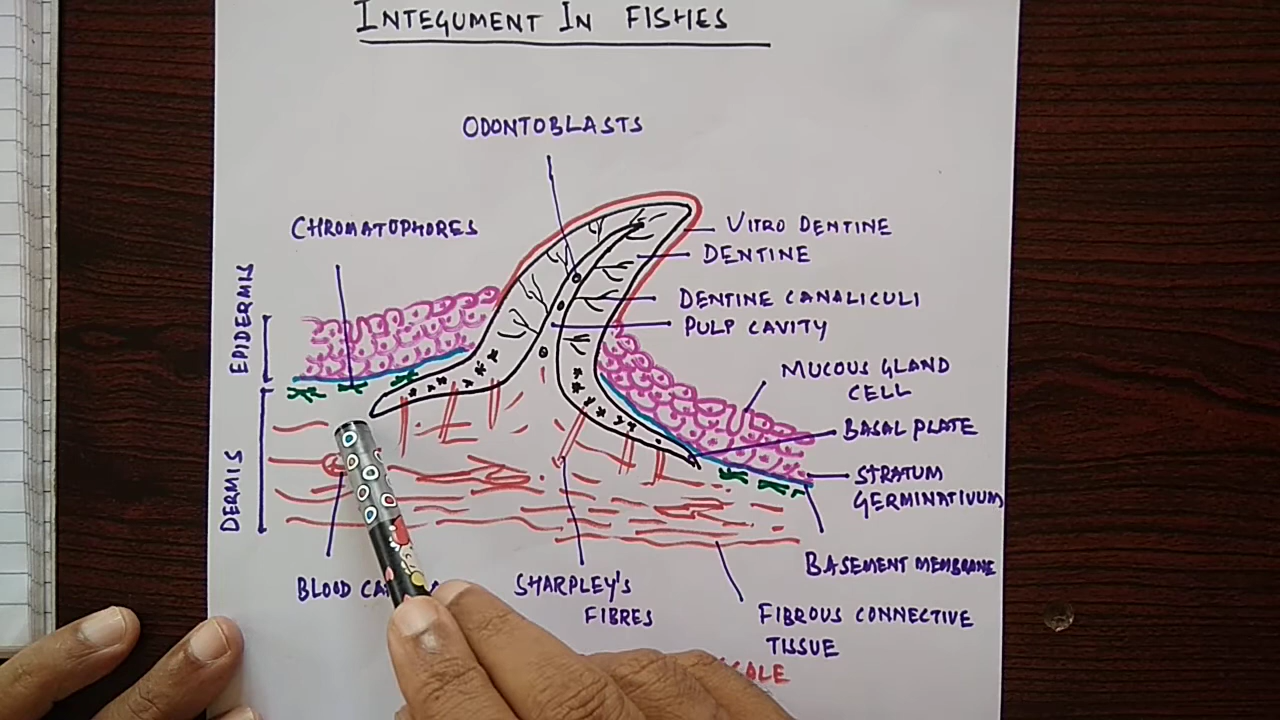 INTEGUMENT IN FISHES
ODONTOBLASTS
CHROMATOPHORES
VITRO DENTINE
DENTINE
DENTINE CANALICULI
PULP CAVITY
MUCOUS GLAND
CELL
BASAL PLATE
STRATUM
GERMINATIVUM
BASEMENT MEMBRANE
EPIDERMIS
DERMIS
BLOOD
SHARPLEY'S
FIBRES
FIBROUS CONNECTIVE
TISSUE